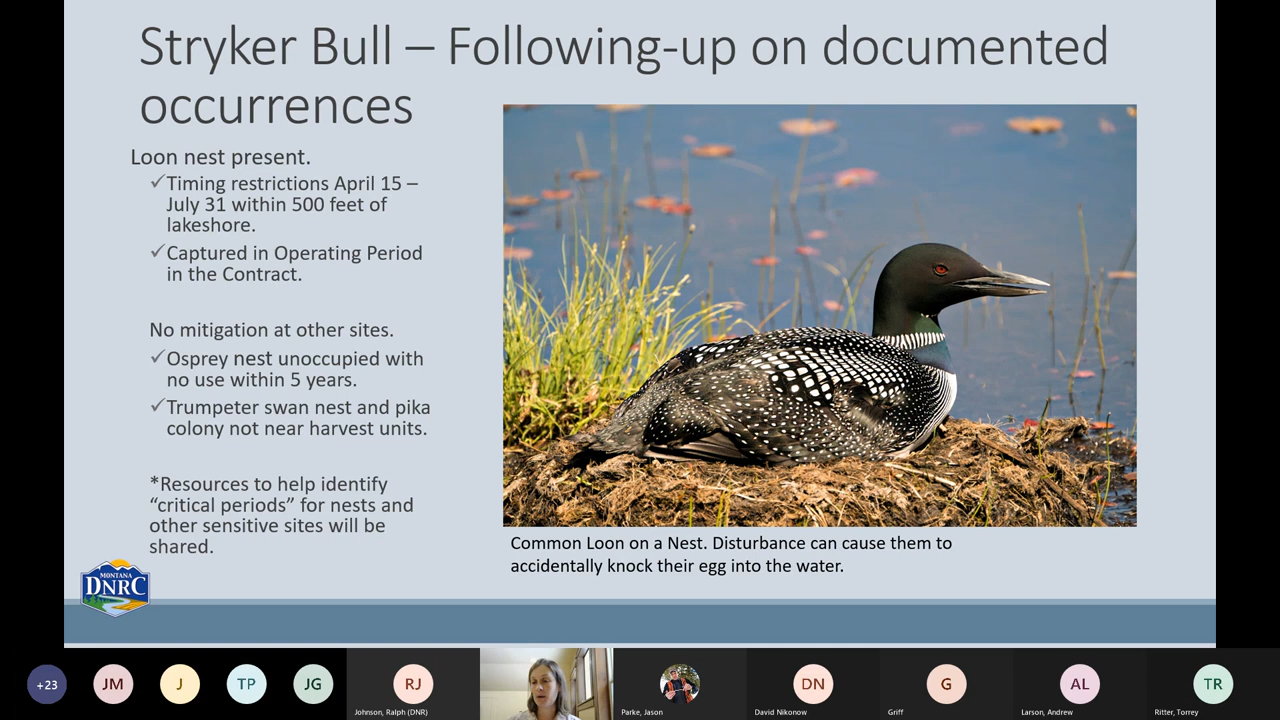 Stryker Bull – Following-up on documented
occurrences
Loon nest present.
✓Timing restrictions April 15 –
July 31 within 500 feet of
lakeshore.
✓Captured in Operating Period
in the Contract.
No mitigation at other sites.
✓Osprey nest unoccupied with
no use within 5 years.
✓Trumpeter swan nest and pika
colony not near harvest units.
*Resources to help identify
“critical periods” for nests and
other sensitive sites will be
shared.
Common Loon on a Nest. Disturbance can cause them to
accidentally knock their egg into the water.
MONTANA
DNRC
+23
JM
J
TP
JG
RJ
DN
G
AL
TR
Johnson, Ralph (DNR)
Parke, Jason
David Nikonow
Griff
Larson, Andrew
Ritter, Torrey